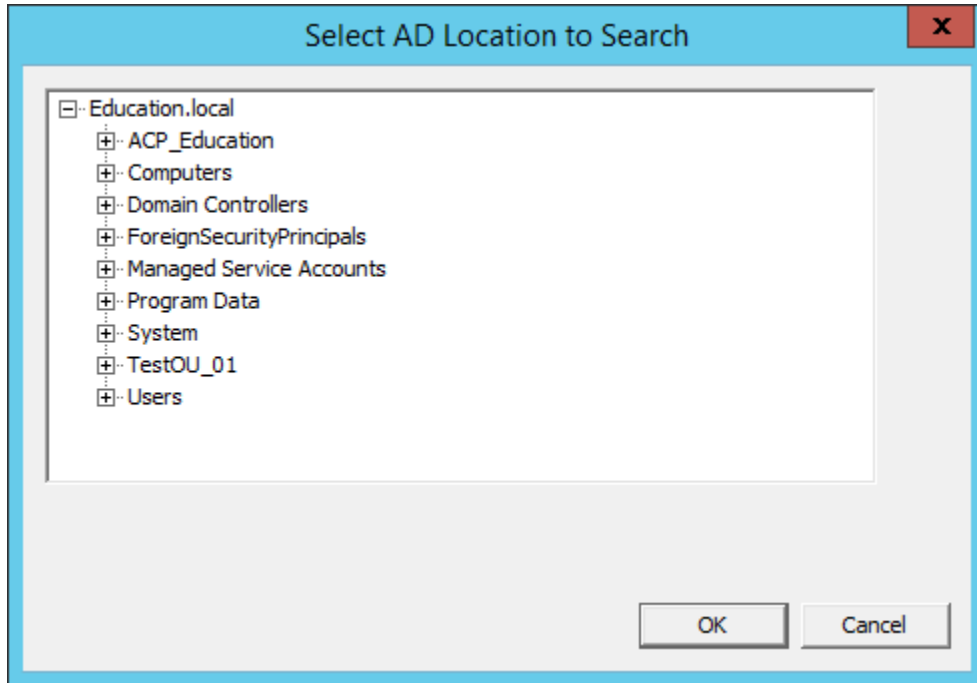 Select AD Location to Search
x
Education.local
ACP_Education
Computers
Domain Controllers
ForeignSecurityPrincipals
Managed Service Accounts
Program Data
System
TestOU_01
Users
OK
Cancel